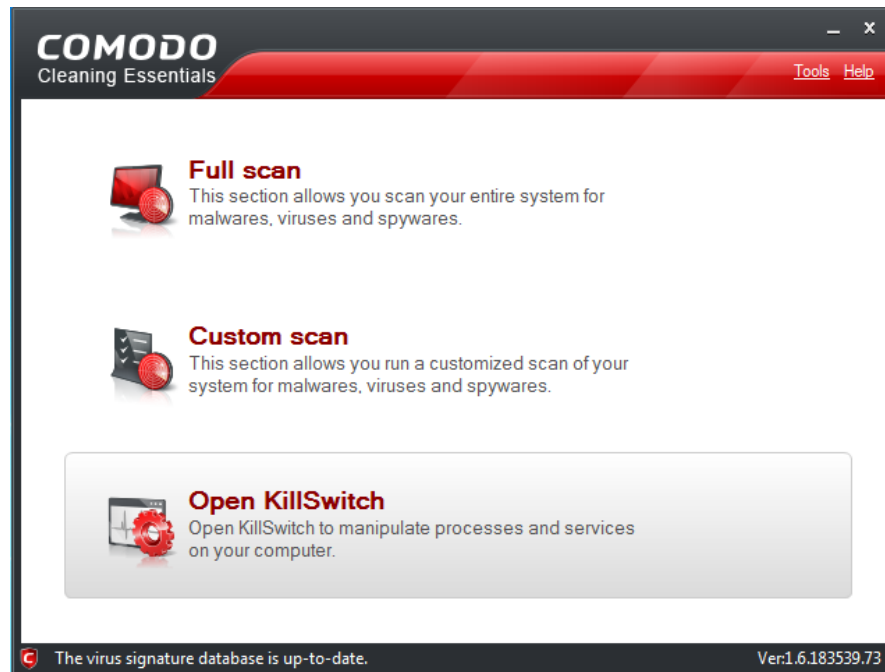 COMODO
Cleaning Essentials
Tools Help
Full scan
This section allows you scan your entire system for
malwares, viruses and spywares.
Custom scan
This section allows you run a customized scan of your
system for malwares, viruses and spywares.
Open KillSwitch
Open KillSwitch to manipulate processes and services
on your computer.
The virus signature database is up-to-date. Ver:1.6.183539.73